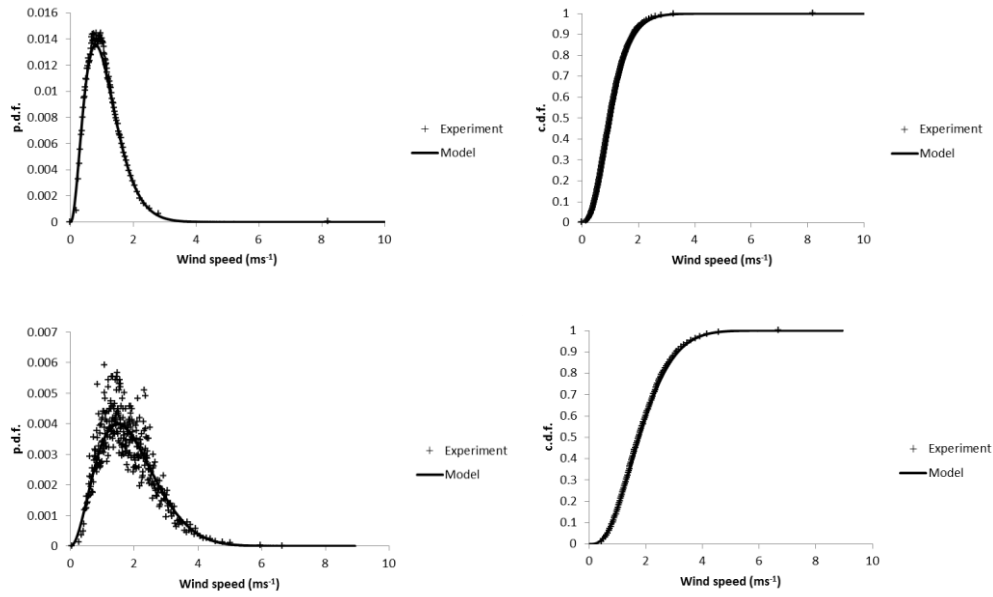 0.016
0.014
0.012
0.01
0.008
0.006
0.004
0.002
0
p.d.f.
0 2 4 6 8 10
Wind speed (ms-1)
+ Experiment
Model
1
0.9
0.8
0.7
0.6
0.5
0.4
0.3
0.2
0.1
0
c.d.f.
0 2 4 6 8 10
Wind speed (ms-1)
+ Experiment
Model
0.007
0.006
0.005
0.004
0.003
0.002
0.001
0
p.d.f.
0 2 4 6 8 10
Wind speed (ms-1)
+ Experiment
Model
1
0.9
0.8
0.7
0.6
0.5
0.4
0.3
0.2
0.1
0
c.d.f.
0 2 4 6 8 10
Wind speed (ms-1)
+ Experiment
Model